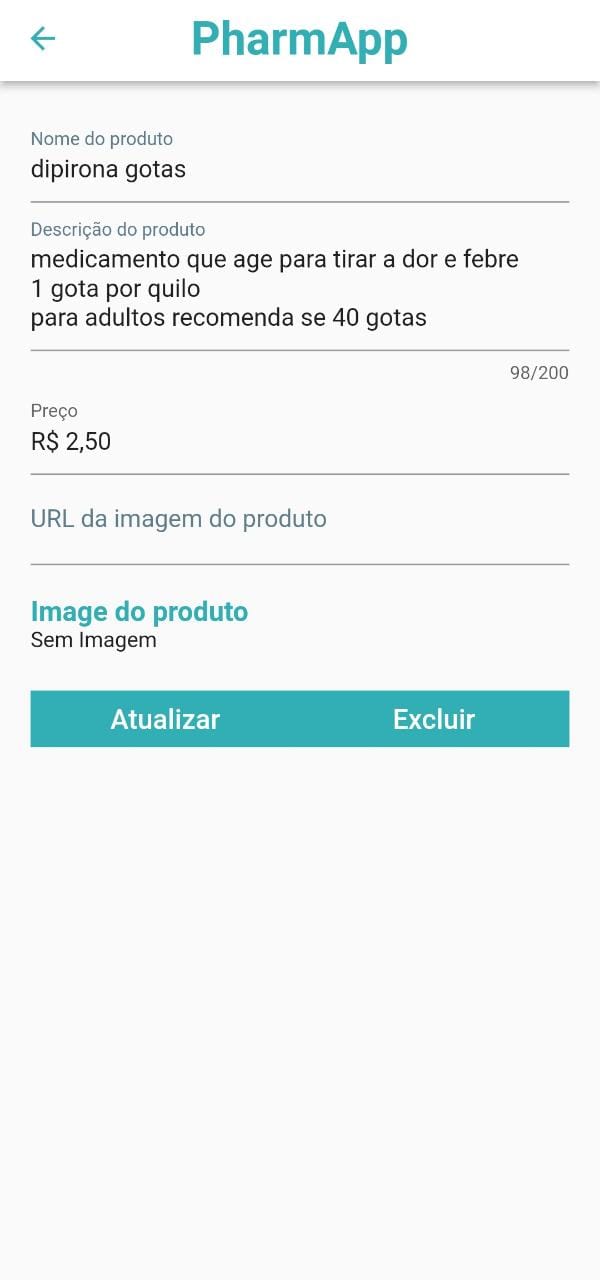 PharmApp
Nome do produto
dipirona gotas
Descrição do produto
medicamento que age para tirar a dor e febre
1 gota por quilo
para adultos recomenda se 40 gotas
98/200
Preço
R$ 2,50
URL da imagem do produto
Image do produto
Sem Imagem
Atualizar Excluir